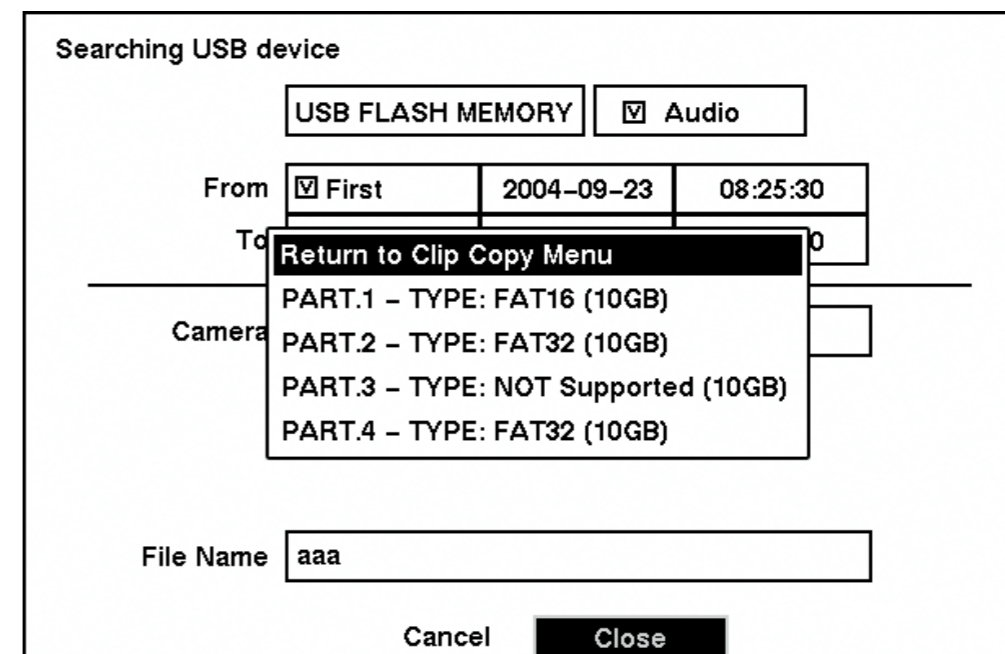 Searching USB device
USB FLASH MEMORY ☑ Audio
From ☑ First 2004-09-23 08:25:30
To 0
Return to Clip Copy Menu
PART.1 – TYPE: FAT16 (10GB)
Camera PART.2 – TYPE: FAT32 (10GB)
PART.3 – TYPE: NOT Supported (10GB)
PART.4 – TYPE: FAT32 (10GB)
File Name aaa
Cancel Close